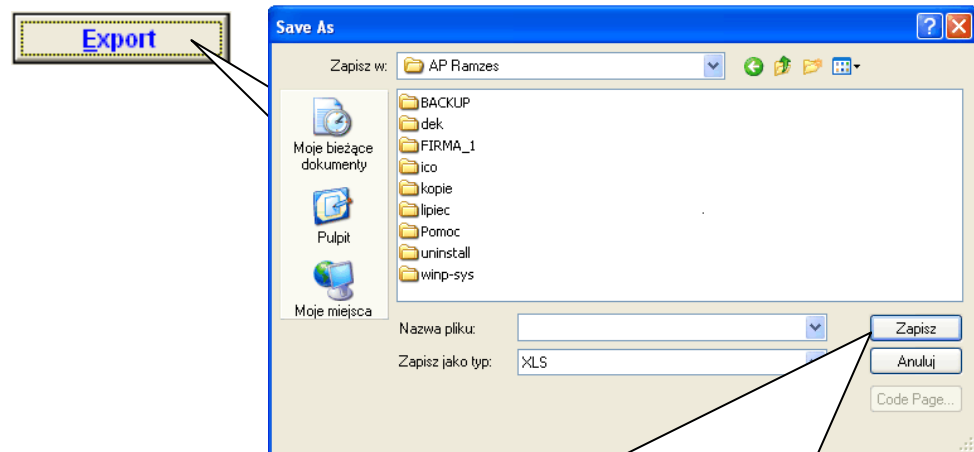 Export
Save As
Zapisz w:
AP Ramzes
BACKUP
dek
FIRMA_1
ico
kopie
lipiec
Pomoc
uninstall
winp-sys
Moje bieżące
dokumenty
Pulpit
Moje miejsca
Nazwa pliku:
Zapisz
Zapisz jako typ:
XLS
Anuluj
Code Page...